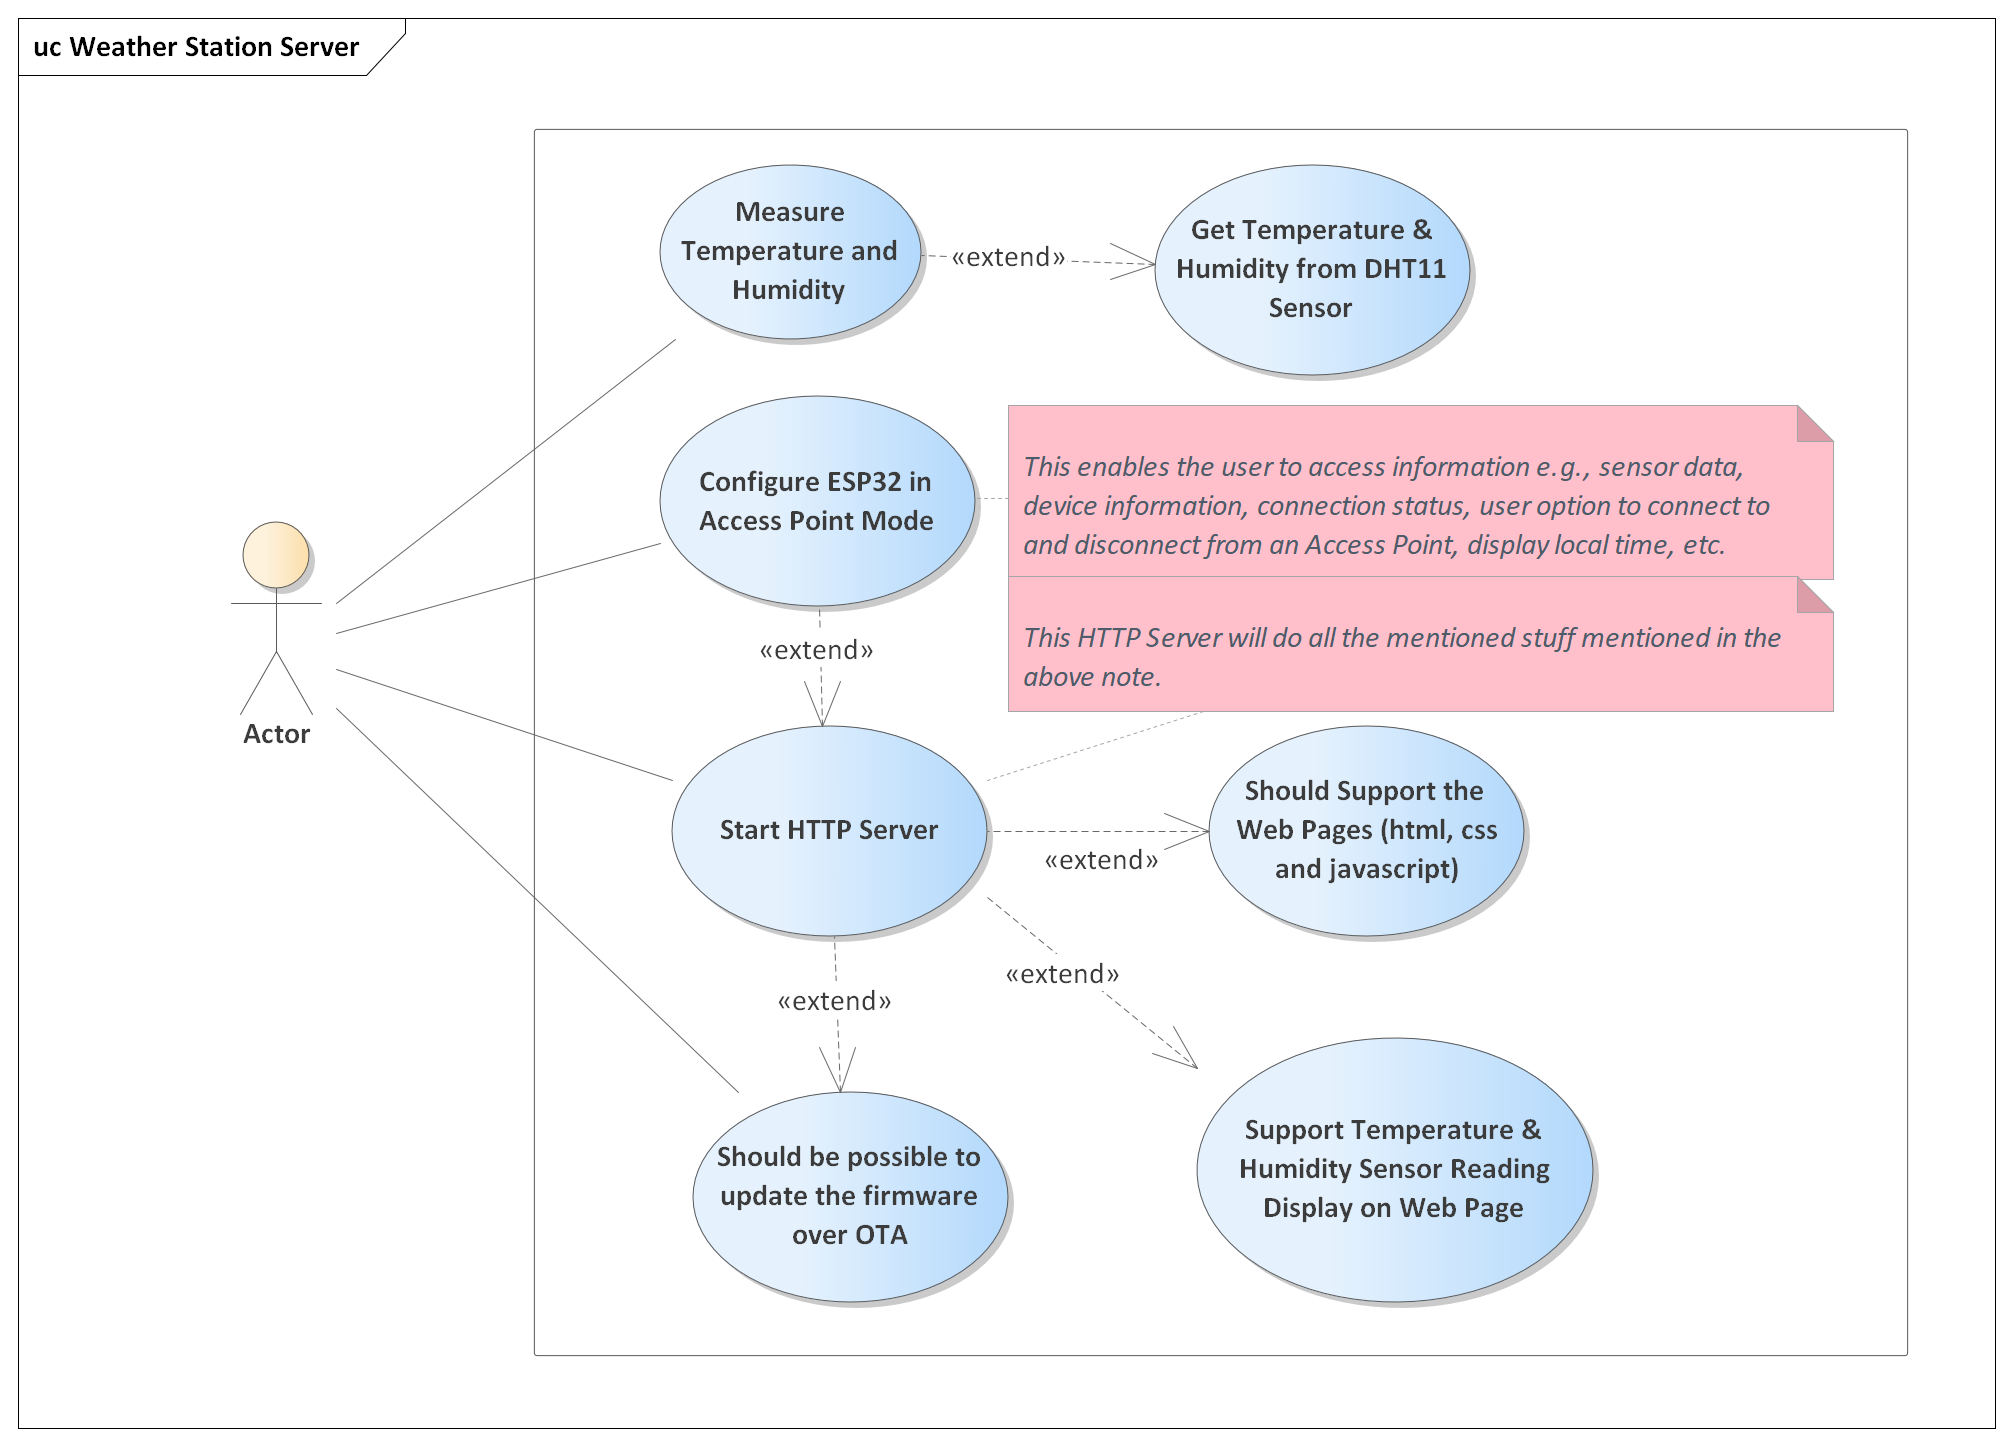 uc Weather Station Server
Measure
Temperature and
Humidity
«extend»
Get Temperature &
Humidity from DHT11
Sensor
Configure ESP32 in
Access Point Mode
This enables the user to access information e.g., sensor data,
device information, connection status, user option to connect to
and disconnect from an Access Point, display local time, etc.
This HTTP Server will do all the mentioned stuff mentioned in the
above note.
«extend»
Actor
Start HTTP Server
«extend»
Should Support the
Web Pages (html, css
and javascript)
«extend»
«extend»
Should be possible to
update the firmware
over OTA
Support Temperature &
Humidity Sensor Reading
Display on Web Page